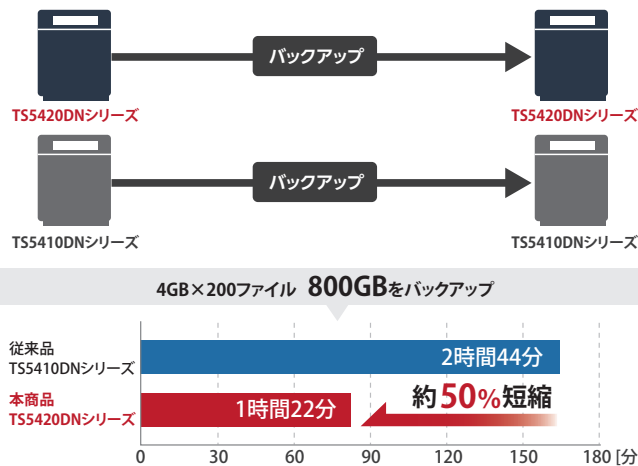 バックアップ
TS5420DNシリーズ
TS5420DNシリーズ
バックアップ
TS5410DNシリーズ
TS5410DNシリーズ
4GB×200ファイル 800GBをバックアップ
従来品
TS5410DNシリーズ
2時間44分
本商品
TS5420DNシリーズ
1時間22分
約50%短縮
0 30 60 90 120 150 180 [分